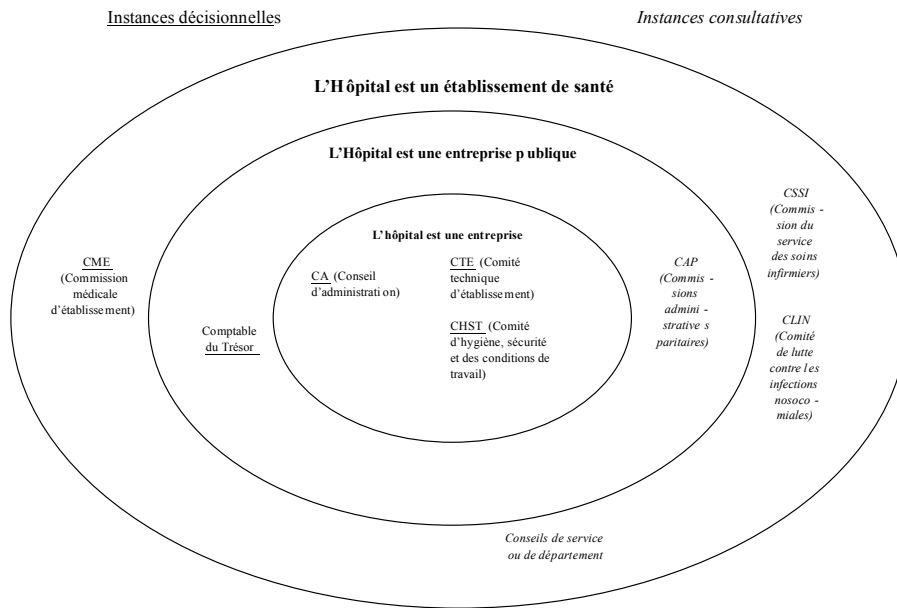 Instances décisionnelles
Instances consultatives
L'Hôpital est un établissement de santé
L'Hôpital est une entreprise publique
L'hôpital est une entreprise
CME
(Commission
médicale
d'établissement)
Comptable
du Trésor
CA (Conseil
d'administration)
CTE (Comité
technique
d'établissement)
CHST (Comité
d'hygiène, sécurité
et des conditions de
travail)
CAP
(Commis -
sions
admini -
strative s
paritaires)
CSSI
(Commis -
sion du
service
des soins
infirmiers)
CLIN
(Comité
de lutte
contre les
infections
nosoco -
miales)
Conseils de service
ou de département